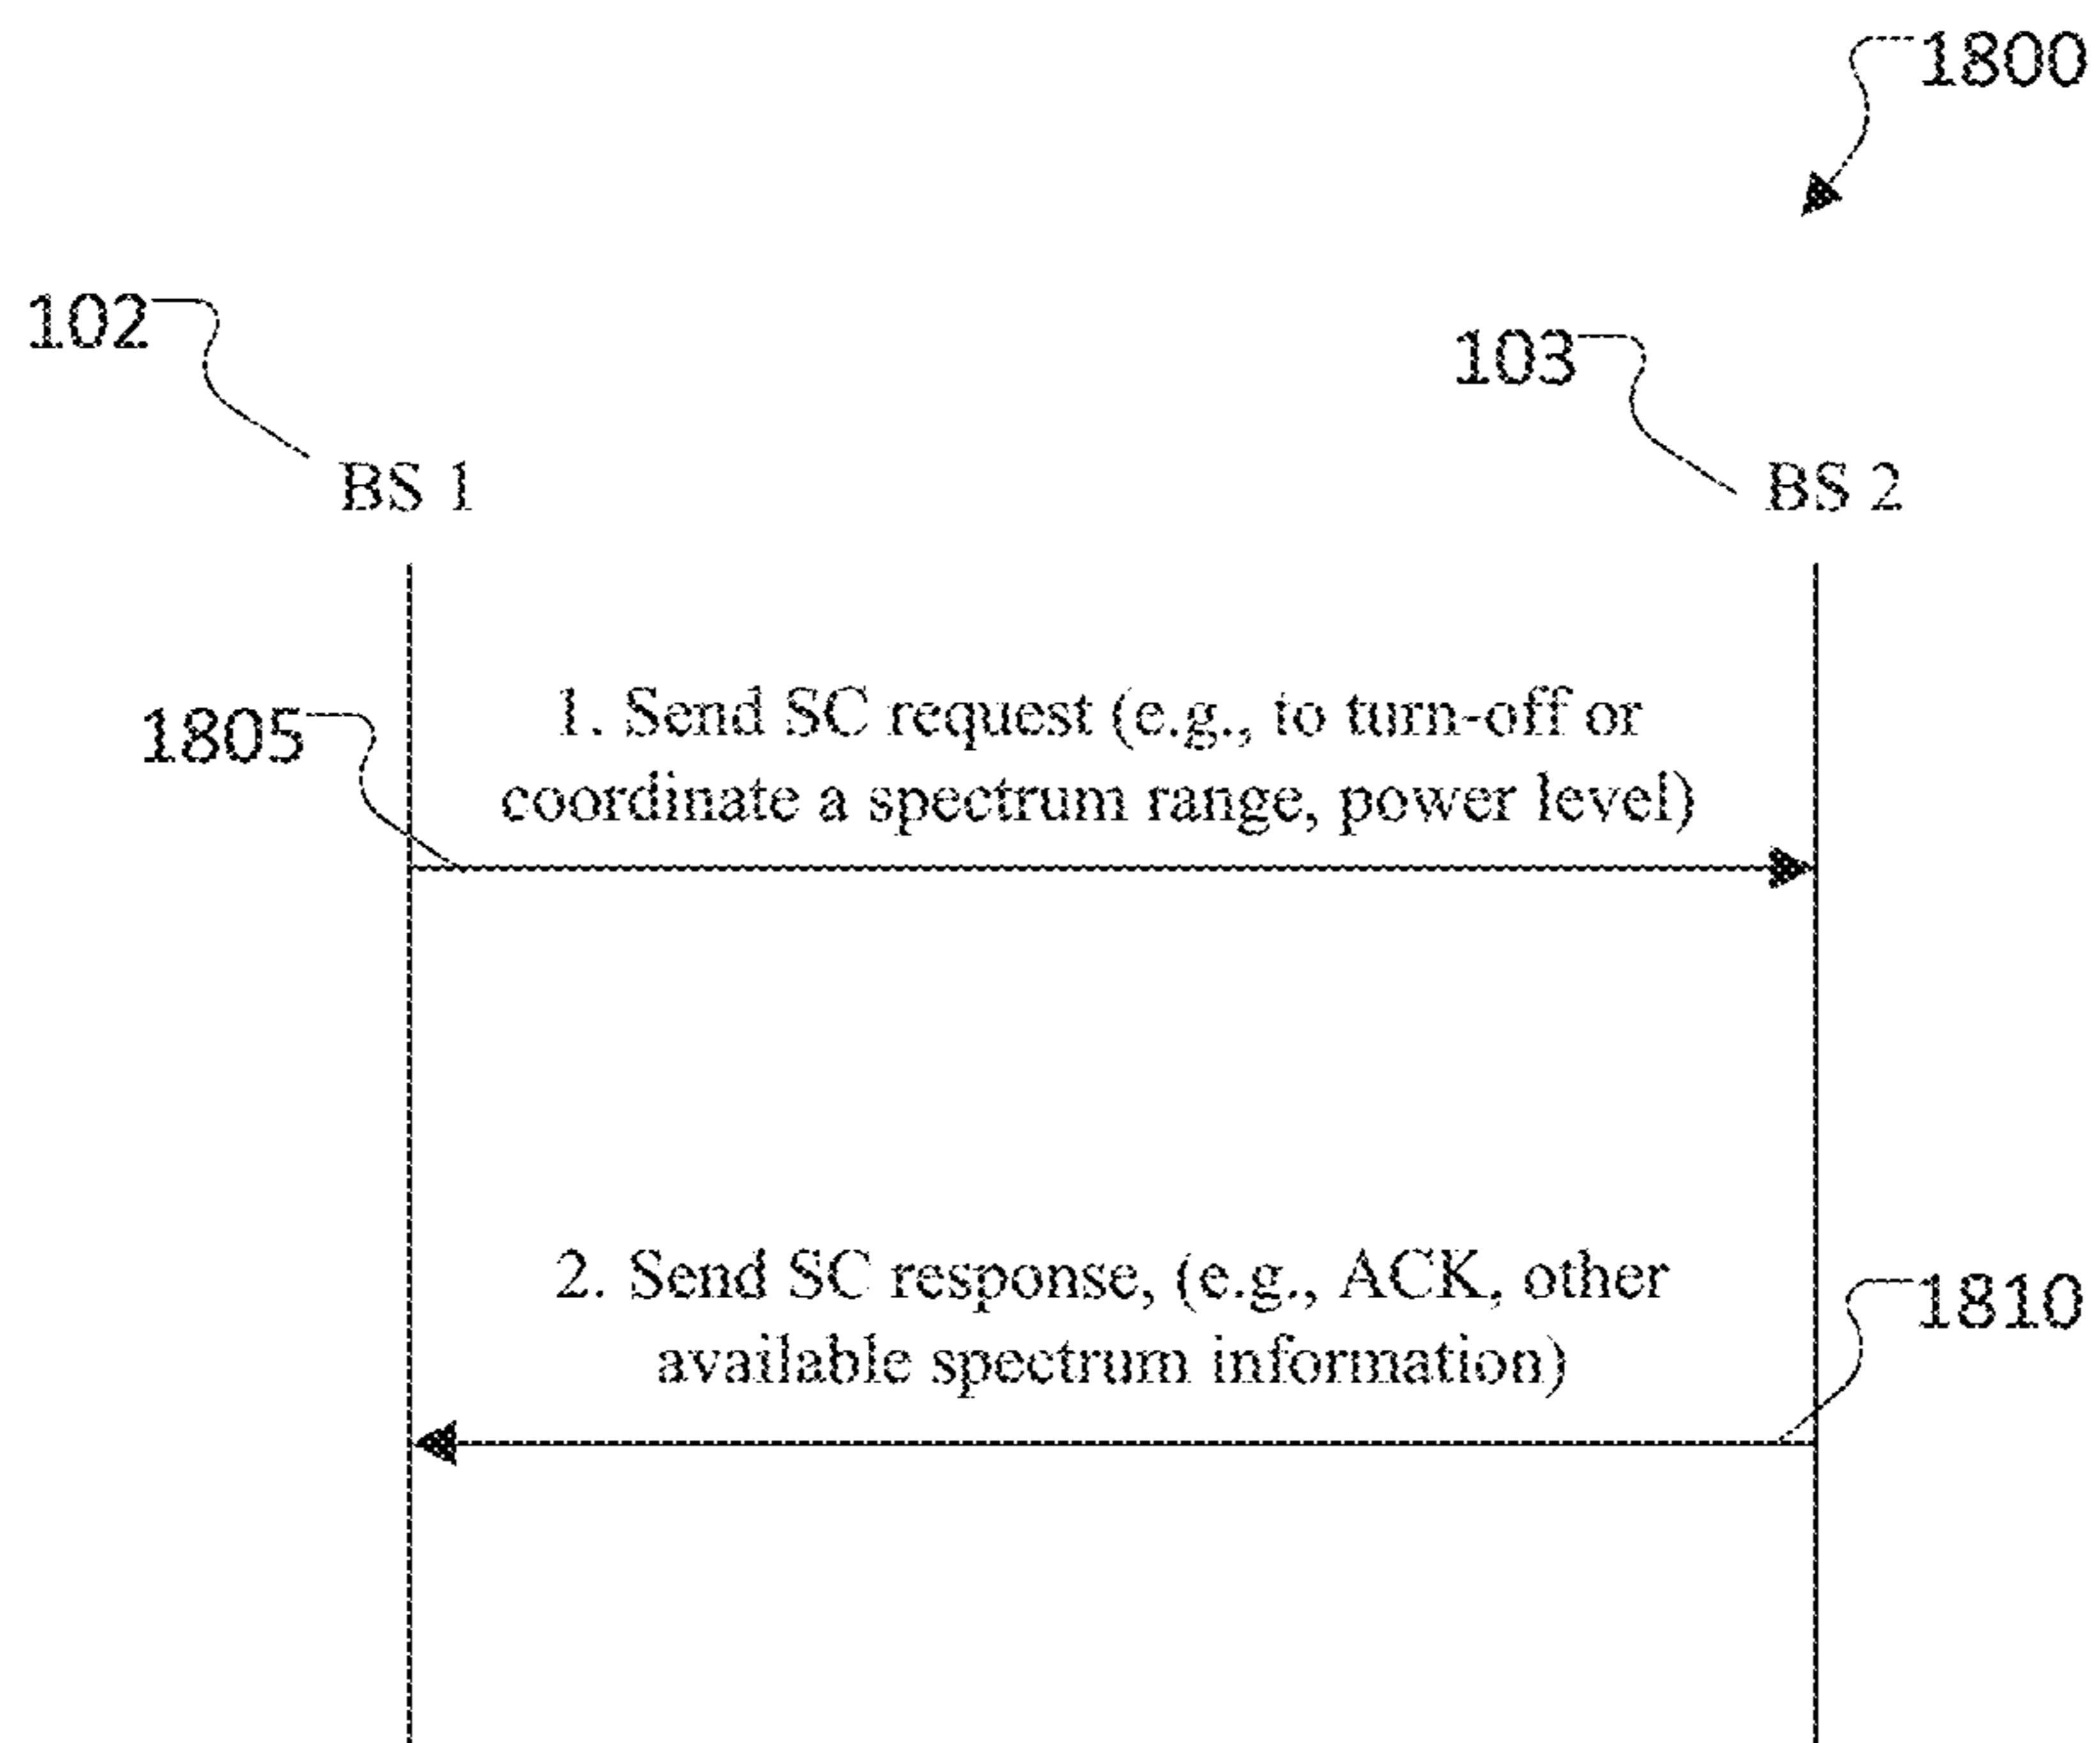 1800
102
103
BS 1
BS 2
1805
1. Send SC request (e.g., to turn-off or
coordinate a spectrum range, power level)
2. Send SC response, (e.g., ACK, other
available spectrum information)
1810